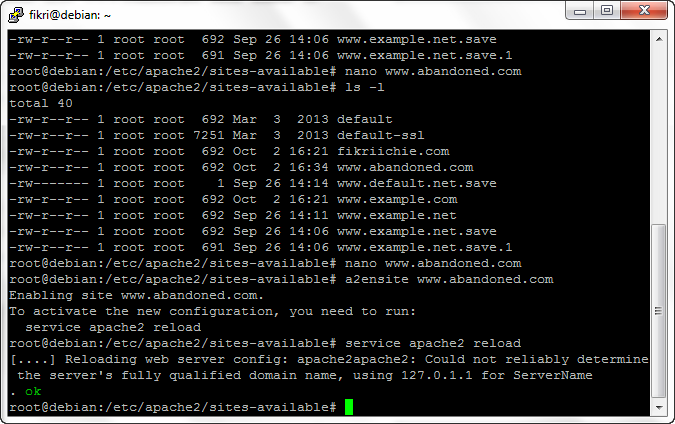 fikri@debian: ~
-rw-r--r-- 1 root root  692 Sep 26 14:06 www.example.net.save
-rw-r--r-- 1 root root  691 Sep 26 14:06 www.example.net.save.1
root@debian:/etc/apache2/sites-available# nano www.abandoned.com
root@debian:/etc/apache2/sites-available# ls -l
total 40
-rw-r--r-- 1 root root  692 Mar  3  2013 default
-rw-r--r-- 1 root root 7251 Mar  3  2013 default-ssl
-rw-r--r-- 1 root root  692 Oct  2 16:21 fikriichie.com
-rw-r--r-- 1 root root  692 Oct  2 16:34 www.abandoned.com
-rw------- 1 root root    1 Sep 26 14:14 www.default.net.save
-rw-r--r-- 1 root root  692 Oct  2 16:21 www.example.com
-rw-r--r-- 1 root root  692 Sep 26 14:11 www.example.net
-rw-r--r-- 1 root root  692 Sep 26 14:06 www.example.net.save
-rw-r--r-- 1 root root  691 Sep 26 14:06 www.example.net.save.1
root@debian:/etc/apache2/sites-available# nano www.abandoned.com
root@debian:/etc/apache2/sites-available# a2ensite www.abandoned.com
Enabling site www.abandoned.com.
To activate the new configuration, you need to run:
  service apache2 reload
root@debian:/etc/apache2/sites-available# service apache2 reload
[....] Reloading web server config: apache2apache2: Could not reliably determine
 the server's fully qualified domain name, using 127.0.1.1 for ServerName
. ok
root@debian:/etc/apache2/sites-available#